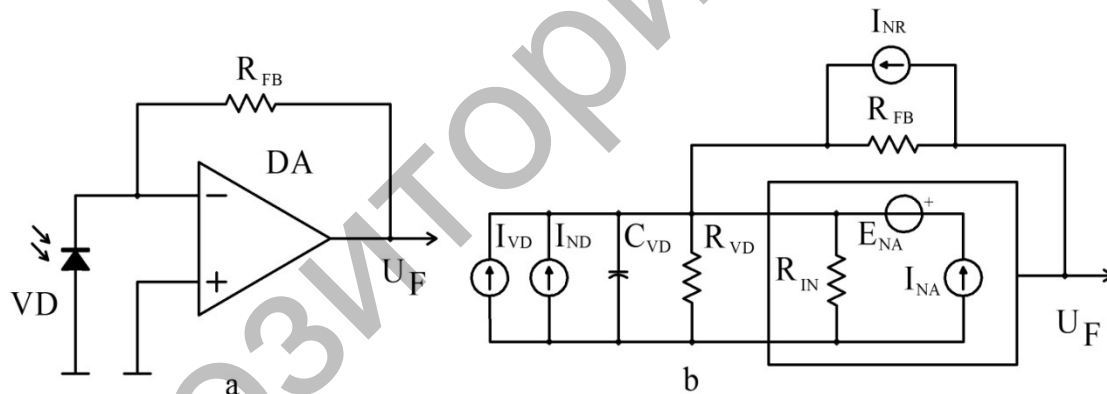 R FB
DA
VD
U F
a
I NR
R FB
I VD
I ND
C VD
R VD
R IN
E NA
+
I NA
U F
b